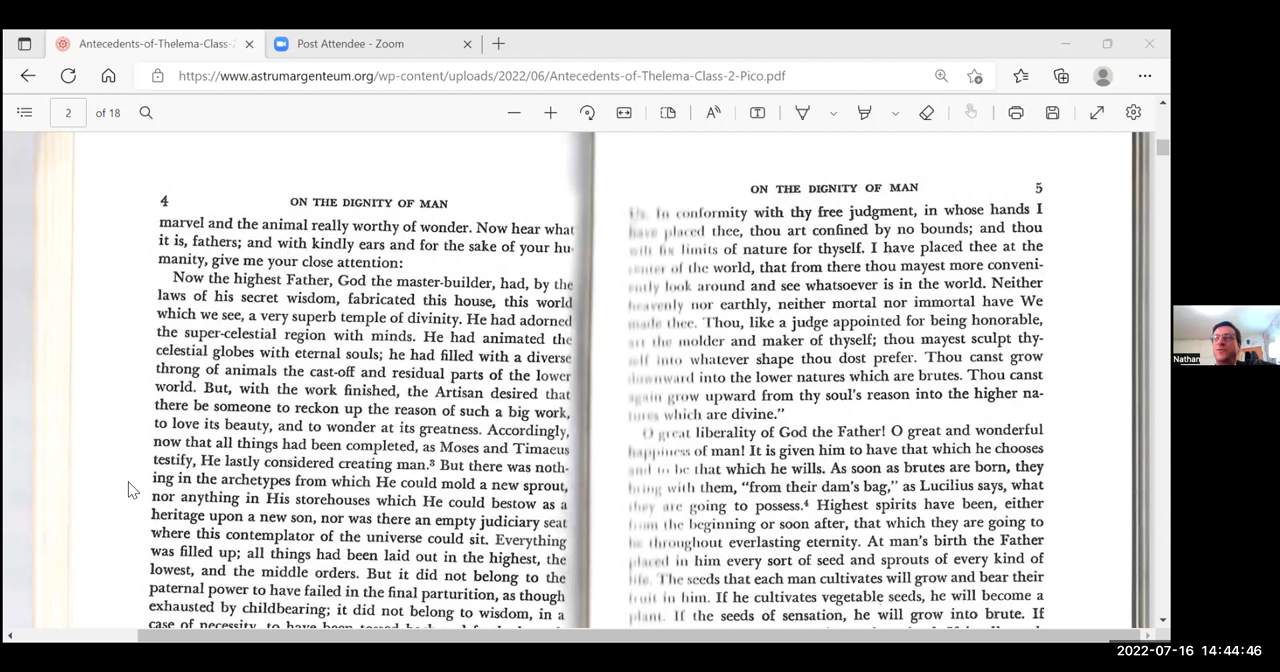 Antecedents-of-Thelema-Class-2
Post Attendee - Zoom
https://www.astrumargenteum.org/wp-content/uploads/2022/06/Antecedents-of-Thelema-Class-2-Pico.pdf
2 of 18
4 ON THE DIGNITY OF MAN
marvel and the animal really worthy of wonder. Now hear what
it is, fathers; and with kindly ears and for the sake of your hu-
manity, give me your close attention:
Now the highest Father, God the master-builder, had, by the
laws of his secret wisdom, fabricated this house, this world
which we see, a very superb temple of divinity. He had adorned
the super-celestial region with minds. He had animated the
celestial globes with eternal souls; he had filled with a diverse
throng of animals the cast-off and residual parts of the lower
world. But, with the work finished, the Artisan desired that
there be someone to reckon up the reason of such a big work,
to love its beauty, and to wonder at its greatness. Accordingly,
now that all things had been completed, as Moses and Timaeus
testify, He lastly considered creating man.³ But there was noth-
ing in the archetypes from which He could mold a new sprout,
nor anything in His storehouses which He could bestow as a
heritage upon a new son, nor was there an empty judiciary seat
where this contemplator of the universe could sit. Everything
was filled up; all things had been laid out in the highest, the
lowest, and the middle orders. But it did not belong to the
paternal power to have failed in the final parturition, as though
exhausted by childbearing; it did not belong to wisdom, in a
case of necessity, to have been
ON THE DIGNITY OF MAN 5
In conformity with thy free judgment, in whose hands I
have placed thee, thou art confined by no bounds; and thou
wilt fix limits of nature for thyself. I have placed thee at the
center of the world, that from there thou mayest more conveni-
ently look around and see whatsoever is in the world. Neither
heavenly nor earthly, neither mortal nor immortal have We
made thee. Thou, like a judge appointed for being honorable,
art the molder and maker of thyself; thou mayest sculpt thy-
self into whatever shape thou dost prefer. Thou canst grow
downward into the lower natures which are brutes. Thou canst
again grow upward from thy soul's reason into the higher na-
tures which are divine."
O great liberality of God the Father! O great and wonderful
happiness of man! It is given him to have that which he chooses
and to be that which he wills. As soon as brutes are born, they
bring with them, "from their dam's bag," as Lucilius says, what
they are going to possess.⁴ Highest spirits have been, either
from the beginning or soon after, that which they are going to
be throughout everlasting eternity. At man's birth the Father
placed in him every sort of seed and sprouts of every kind of
life. The seeds that each man cultivates will grow and bear their
fruit in him. If he cultivates vegetable seeds, he will become a
plant. If the seeds of sensation, he will grow into brute. If
Nathan
2022-07-16 14:44:46